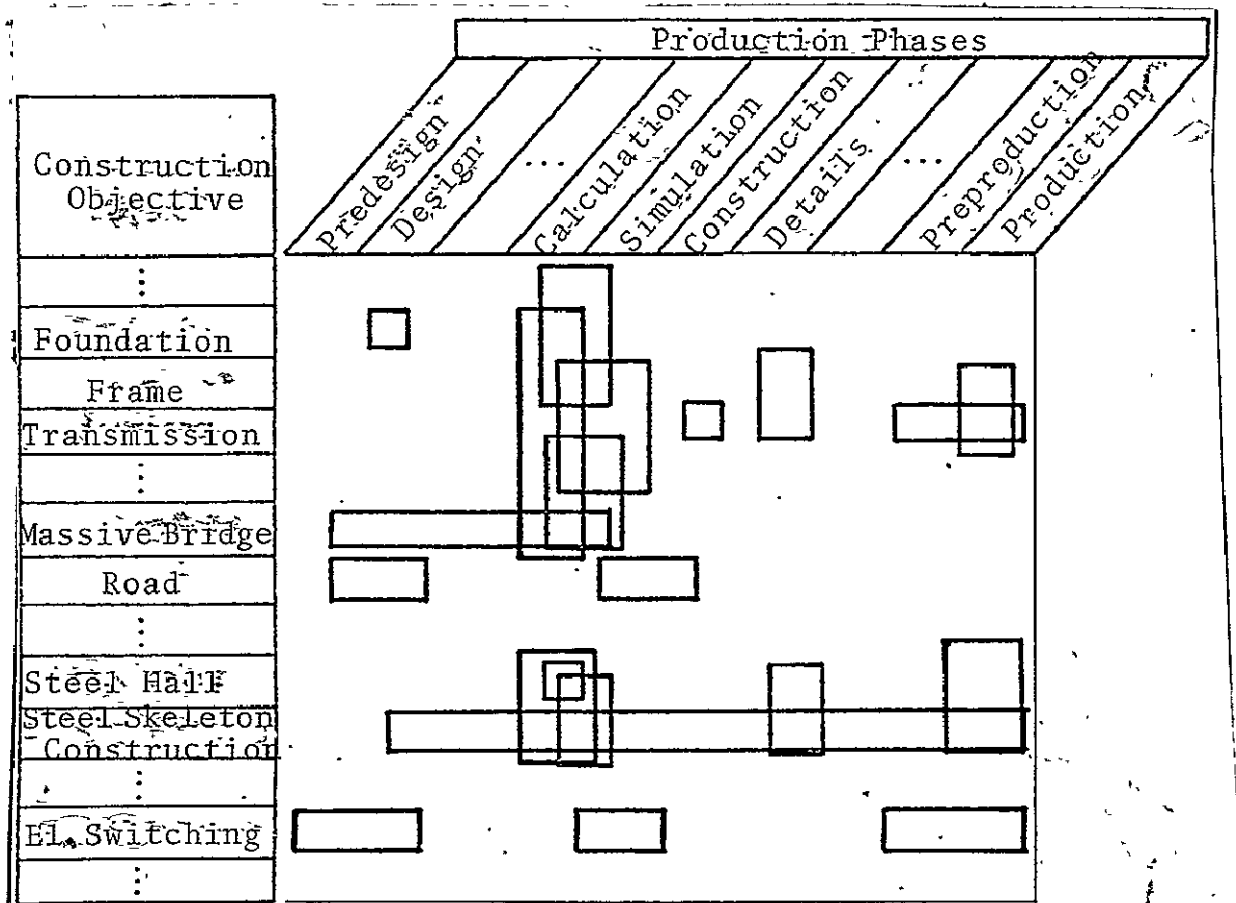 Production Phases
Construction
Objective
Predesign
Design
...
Calculation
Simulation
Construction
Details
...
Preproduction
Production
⋮
Foundation
Frame
Transmission
⋮
Massive Bridge
Road
⋮
Steel Hall
Steel Skeleton
Construction
⋮
El. Switching
⋮